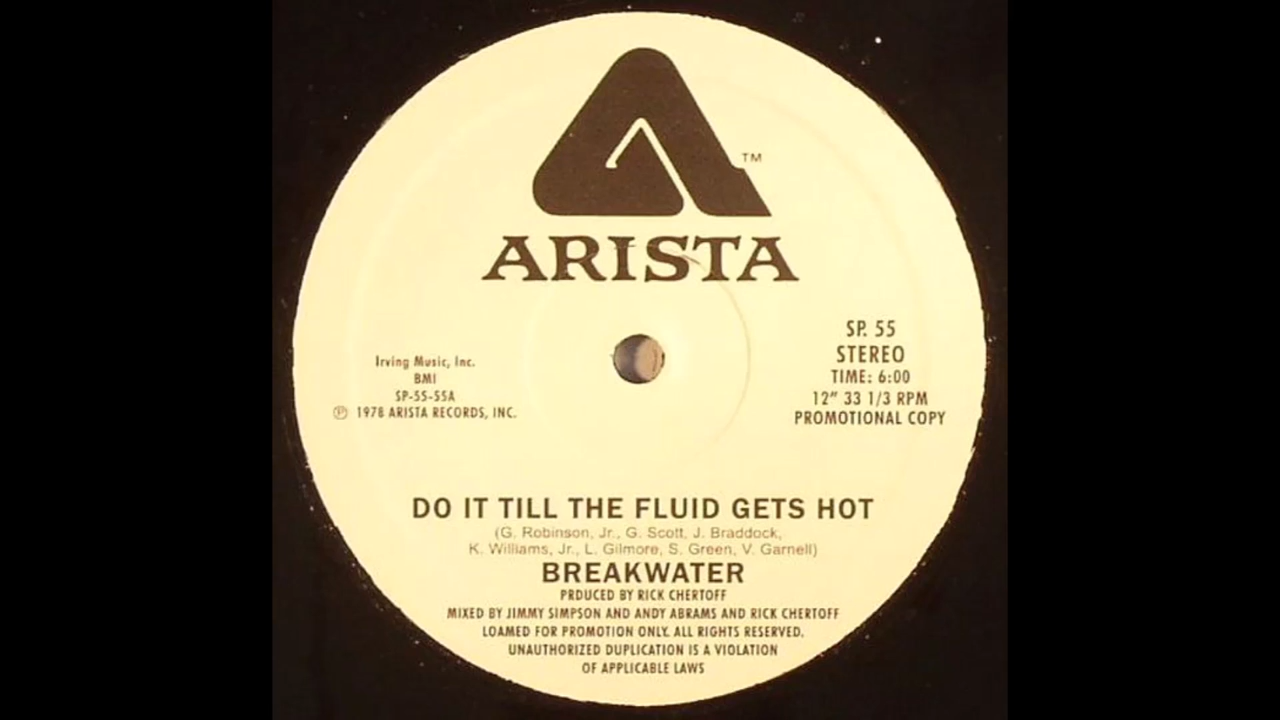 TM
ARISTA
SP. 55
STEREO
TIME: 6:00
12” 33 1/3 RPM
PROMOTIONAL COPY
Irving Music, Inc.
BMI
SP-55-55A
Ⓟ 1978 ARISTA RECORDS, INC.
DO IT TILL THE FLUID GETS HOT
(G. Robinson, Jr., G. Scott, J. Braddock,
K. Williams, Jr., L. Gilmore, S. Green, V. Garnell)
BREAKWATER
PRDUCED BY RICK CHERTOFF
MIXED BY JIMMY SIMPSON AND ANDY ABRAMS AND RICK CHERTOFF
LOAMED FOR PROMOTION ONLY. ALL RIGHTS RESERVED.
UNAUTHORIZED DUPLICATION IS A VIOLATION
OF APPLICABLE LAWS